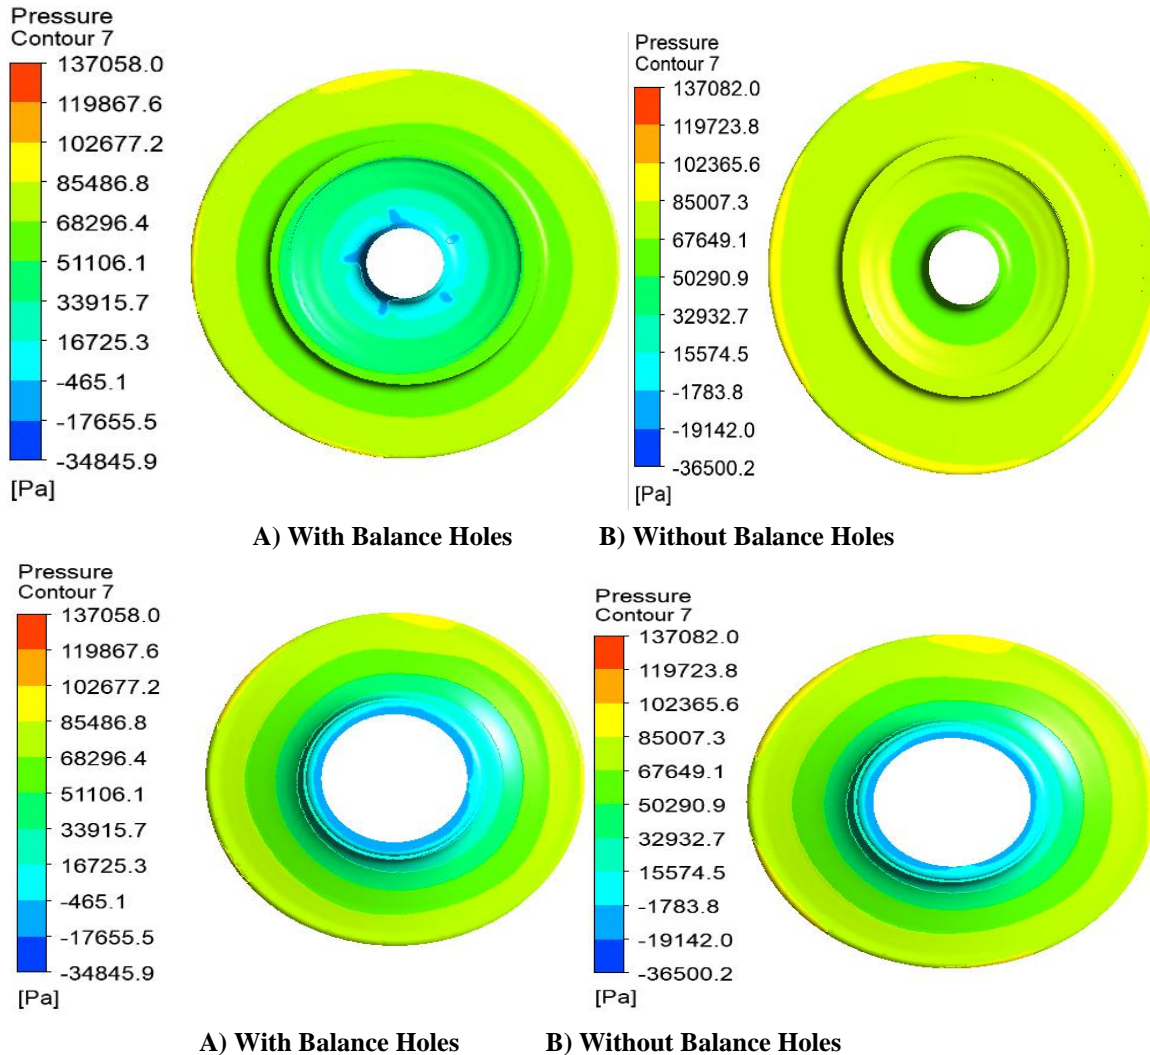 Pressure
Contour 7
137058.0
119867.6
102677.2
85486.8
68296.4
51106.1
33915.7
16725.3
-465.1
-17655.5
-34845.9
[Pa]
Pressure
Contour 7
137082.0
119723.8
102365.6
85007.3
67649.1
50290.9
32932.7
15574.5
-1783.8
-19142.0
-36500.2
[Pa]
A) With Balance Holes
B) Without Balance Holes
Pressure
Contour 7
137058.0
119867.6
102677.2
85486.8
68296.4
51106.1
33915.7
16725.3
-465.1
-17655.5
-34845.9
[Pa]
Pressure
Contour 7
137082.0
119723.8
102365.6
85007.3
67649.1
50290.9
32932.7
15574.5
-1783.8
-19142.0
-36500.2
[Pa]
A) With Balance Holes
B) Without Balance Holes